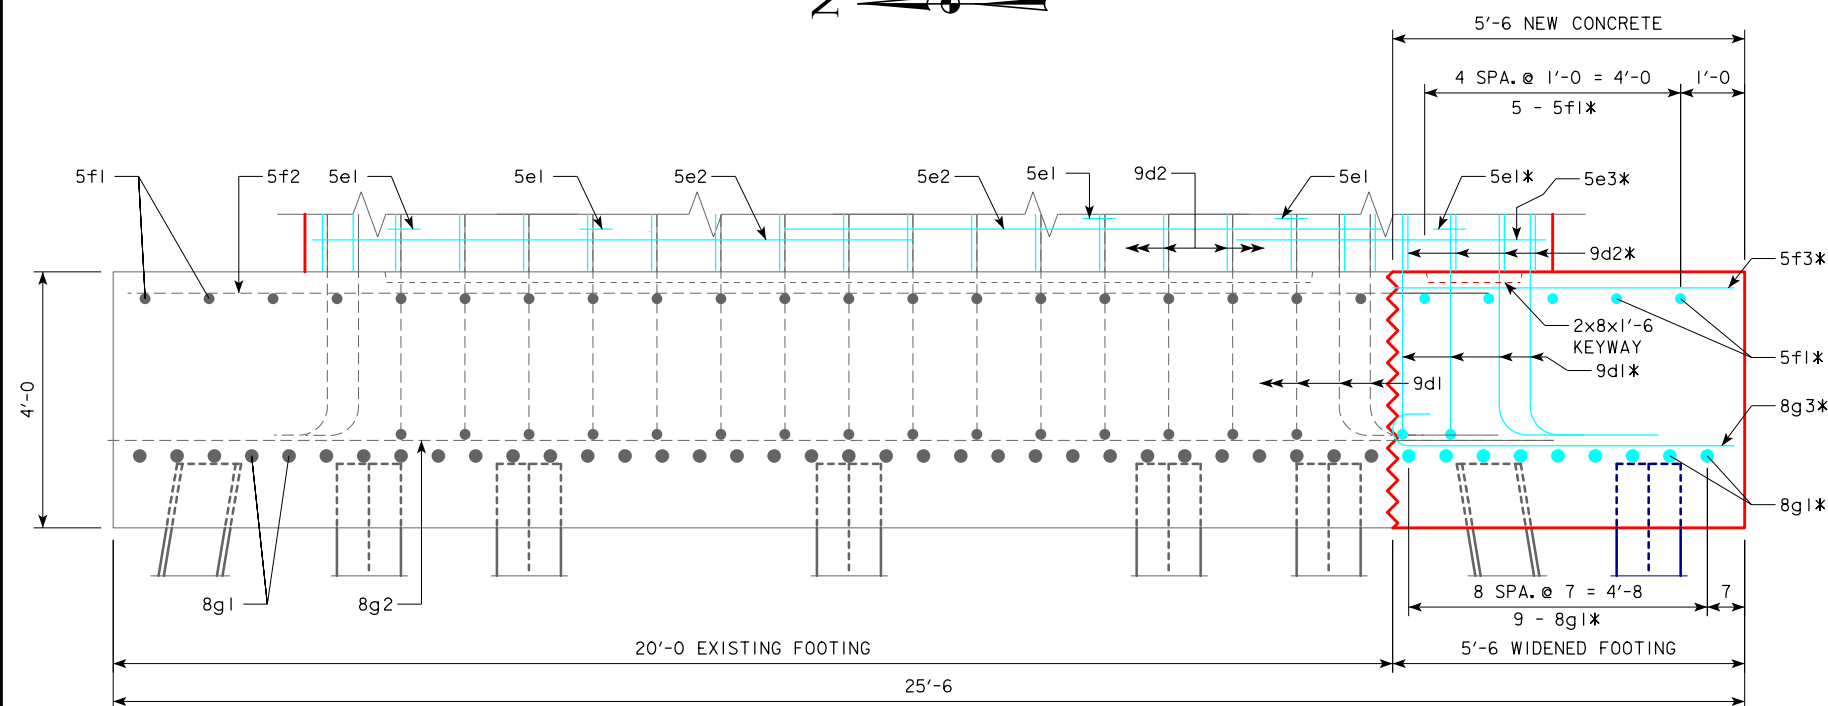 N
5'-6 NEW CONCRETE
4 SPA. @ 1'-0 = 4'-0
1'-0
5 - 5f1*
5f1
5f2
5e1
5e1
5e2
5e2
5e1
9d2
5e1
5e1*
5e3*
9d2*
5f3*
2x8x1'-6
KEYWAY
5f1*
9d1*
9d1
4'-0
8g3*
8g1*
8g1
8g2
8 SPA. @ 7 = 4'-8
7
9 - 8g1*
20'-0 EXISTING FOOTING
5'-6 WIDENED FOOTING
25'-6